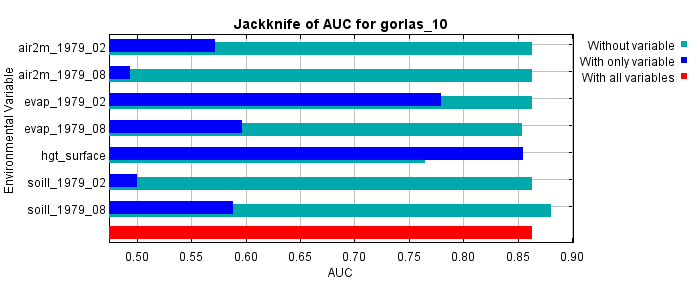 Jackknife of AUC for gorlas_10
Environmental Variable
air2m_1979_02
air2m_1979_08
evap_1979_02
evap_1979_08
hgt_surface
soill_1979_02
soill_1979_08
0.50 0.55 0.60 0.65 0.70 0.75 0.80 0.85 0.90
AUC
Without variable
With only variable
With all variables